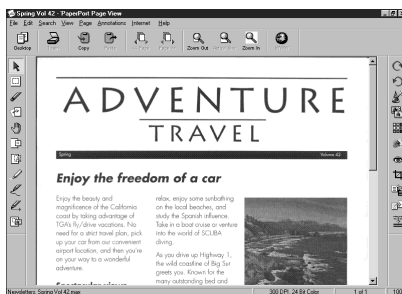 Spring Vol 42 - 'PaperPort Page View
File Edit Search View Page Annotations Internet Help
Desktop Copy Zoom Out Zoom In
ADVENTURE
TRAVEL
Spring Volume 42
Enjoy the freedom of a car
Enjoy the beauty and
magnificence of the California
coast by taking advantage of
TGA's fly/drive vacations. No
need for a strict travel plan, pick
up your car from our convenient
airport location, and then you're
on your way to a wonderful
adventure.
relax, enjoy some sunbathing
on the local beaches, and
study the Spanish influence.
Take in a boat cruise or venture
into the world of SCUBA
diving.
As you drive up Highway 1,
the wild coastline of Big Sur
greets you. Known for the
many outstanding bed and
Newsletters, Spring Vol 42.max 300 DPI, 24 Bit Color 1 of 1 100